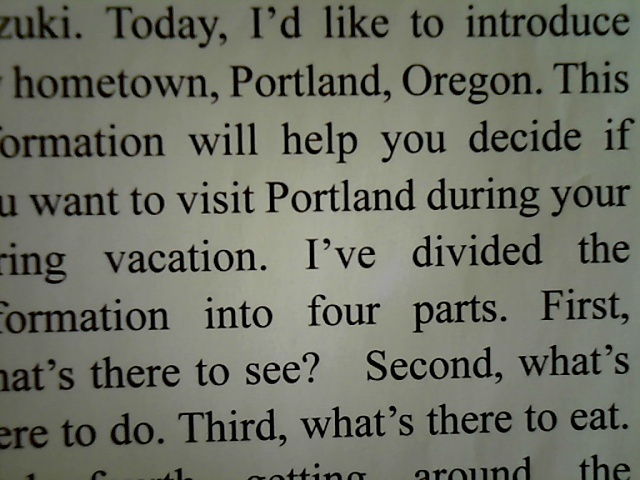 zuki. Today, I'd like to introduce
hometown, Portland, Oregon. This
formation will help you decide if
u want to visit Portland during your
ring vacation. I've divided the
formation into four parts. First,
hat's there to see? Second, what's
ere to do. Third, what's there to eat.
fourth getting around the